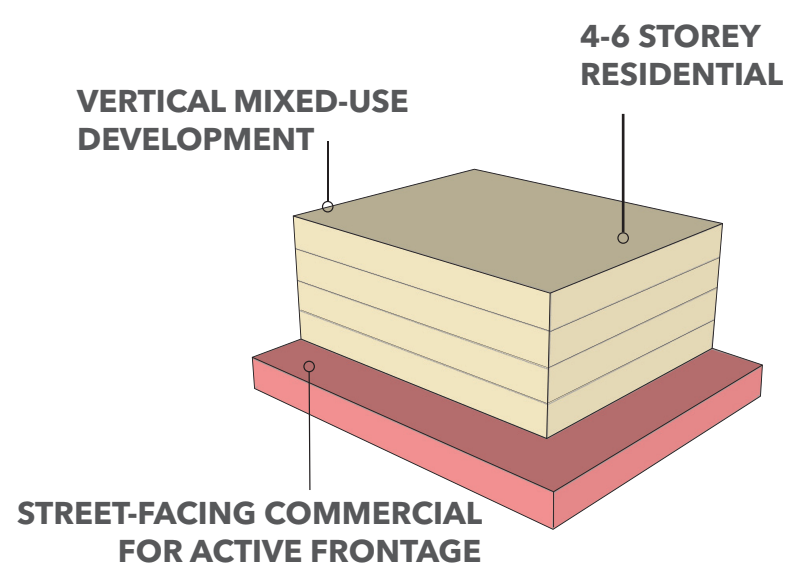 4-6 STOREY
RESIDENTIAL
VERTICAL MIXED-USE
DEVELOPMENT
STREET-FACING COMMERCIAL
FOR ACTIVE FRONTAGE